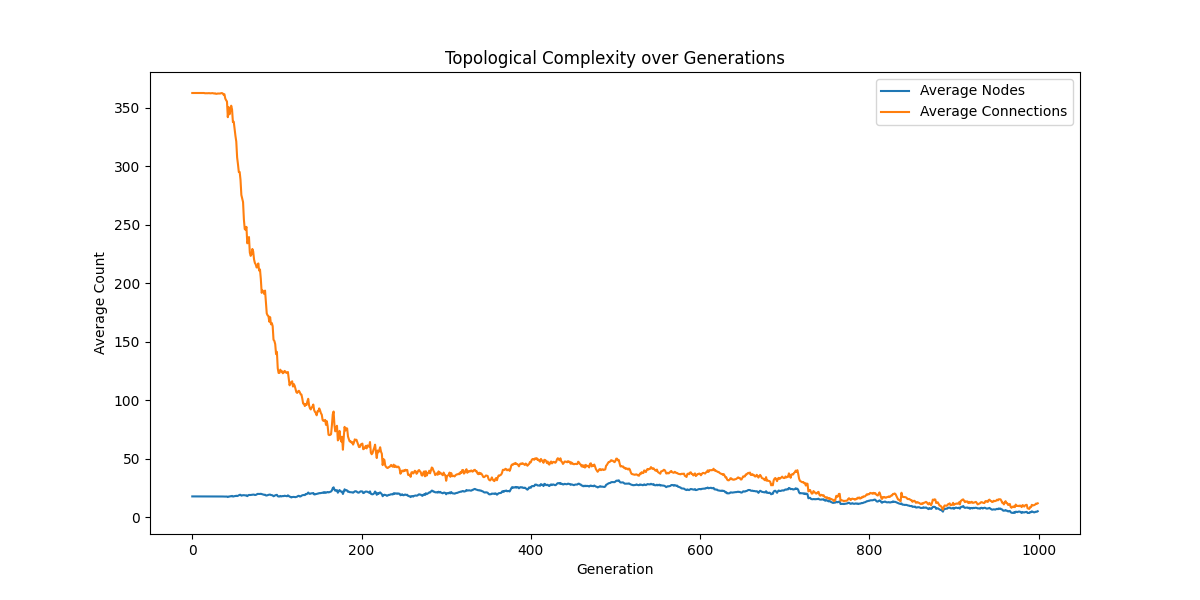 Topological Complexity over Generations
Average Nodes
Average Connections
Average Count
350
300
250
200
150
100
50
0
0 200 400 600 800 1000
Generation